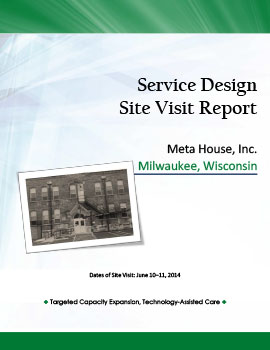 Service Design
Site Visit Report
Meta House, Inc.
Milwaukee, Wisconsin
Dates of Site Visit: June 10–11, 2014
◆ Targeted Capacity Expansion, Technology-Assisted Care ◆